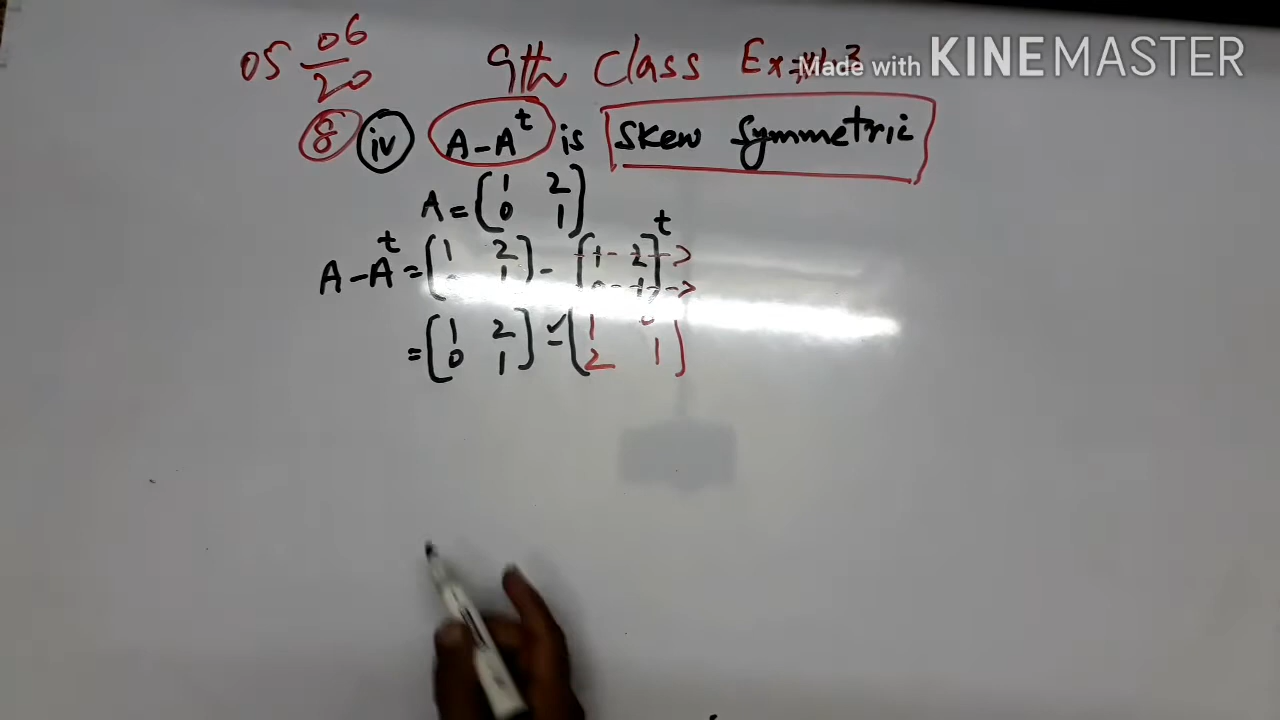 05 06/20 9th Class Ex=
Made with KINEMASTER
8 iv A-A^t is Skew Symmetric
A = [1 2; 0 1]
A-A^t = [1 2; 1] - [1 2]^t
= [1 2; 0 1] - [1; 2 1]